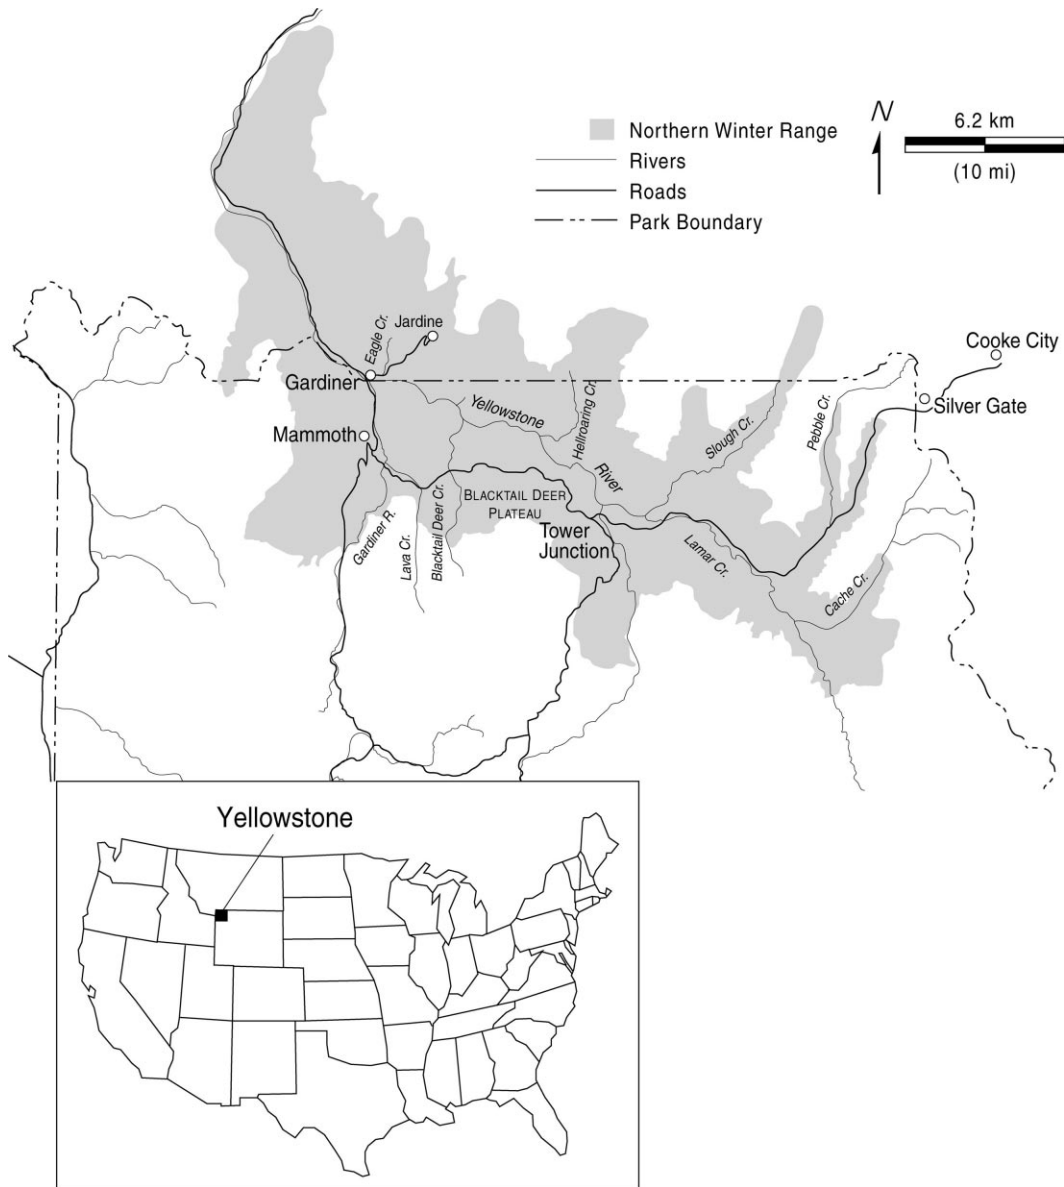 N
6.2 km
(10 mi)
Northern Winter Range
Rivers
Roads
Park Boundary
Eagle Cr.
Jardine
Cooke City
Gardiner
Silver Gate
Yellowstone
Hellroaring Cr.
Pebble Cr.
Slough Cr.
Mammoth
River
BLACKTAIL DEER
PLATEAU
Gardiner R.
Lava Cr.
Blacktail Deer Cr.
Tower
Junction
Lamar Cr.
Cache Cr.
Yellowstone